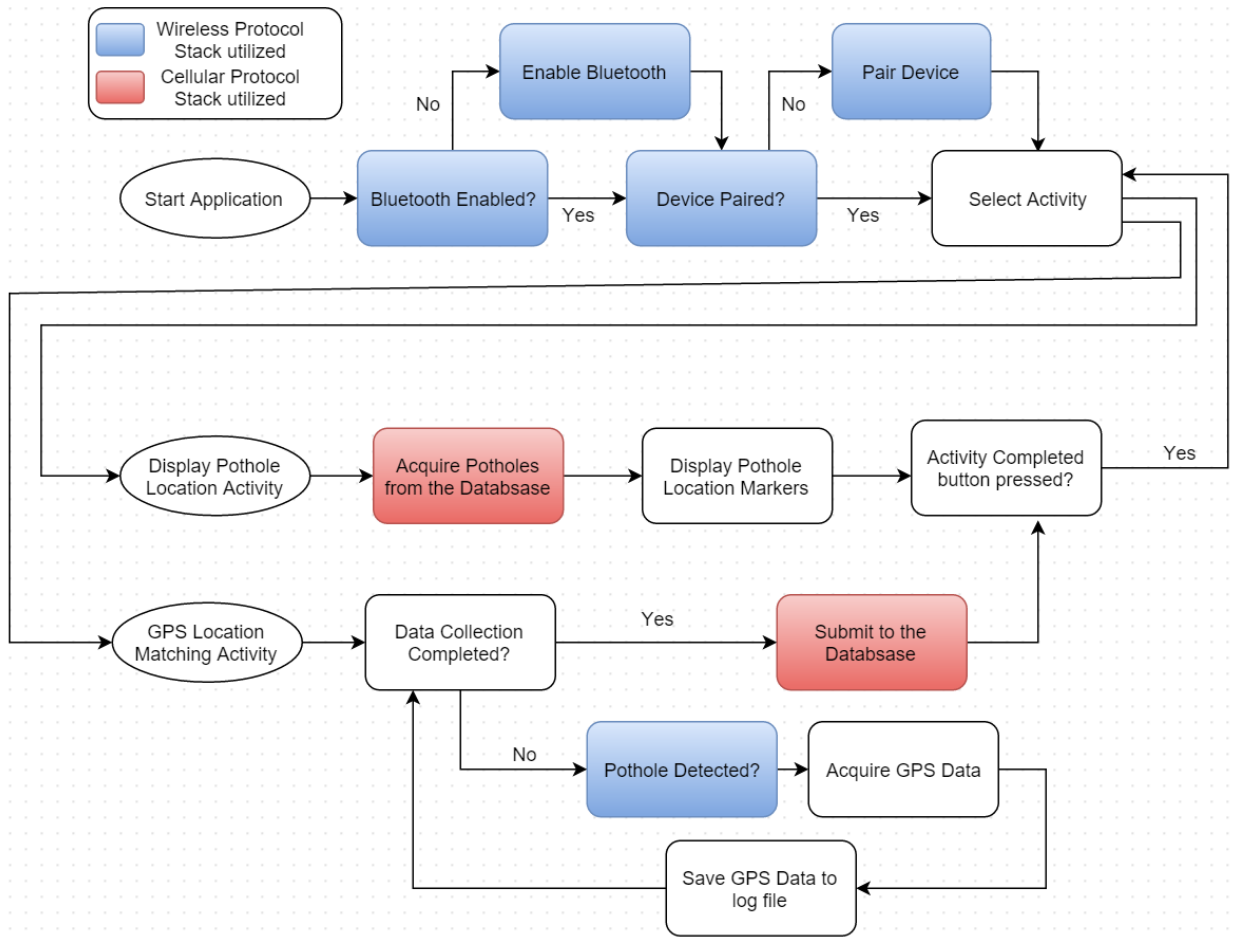 Wireless Protocol
Stack utilized
Cellular Protocol
Stack utilized
Enable Bluetooth
Pair Device
No
No
Start Application
Bluetooth Enabled?
Yes
Device Paired?
Yes
Select Activity
Display Pothole
Location Activity
Acquire Potholes
from the Databsase
Display Pothole
Location Markers
Activity Completed
button pressed?
Yes
GPS Location
Matching Activity
Data Collection
Completed?
Yes
Submit to the
Databsase
No
Pothole Detected?
Acquire GPS Data
Save GPS Data to
log file